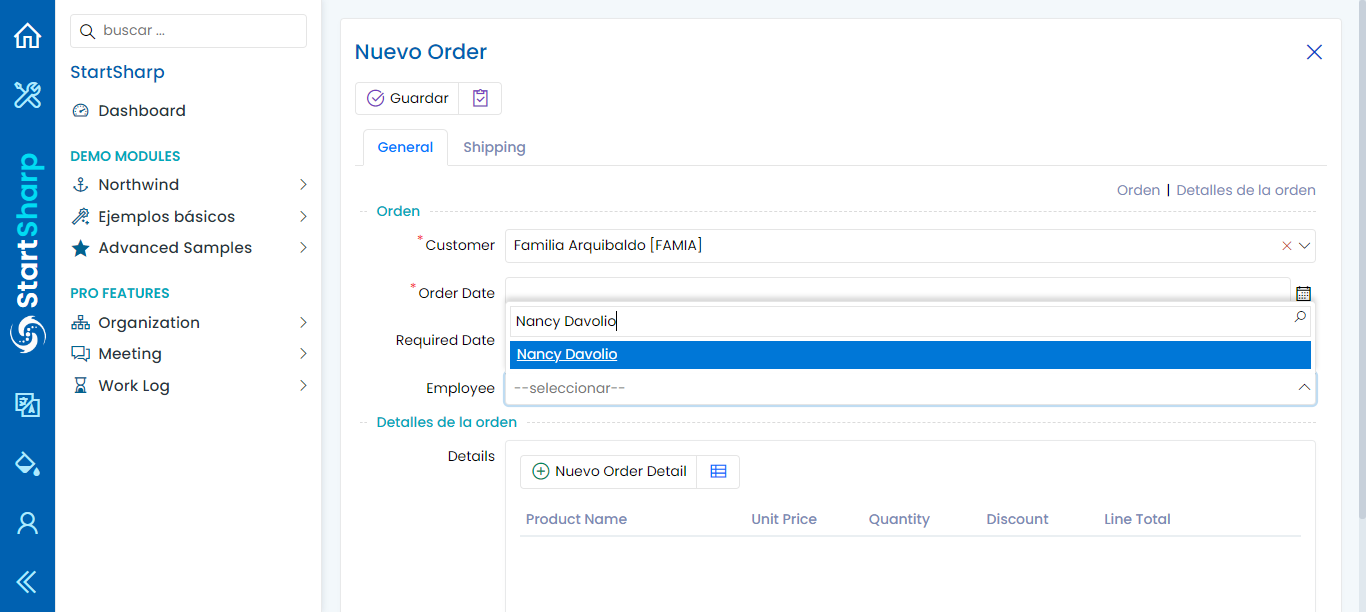 buscar ...
StartSharp
Dashboard
DEMO MODULES
Northwind
Ejemplos básicos
Advanced Samples
PRO FEATURES
Organization
Meeting
Work Log
StartSharp
Nuevo Order
Guardar
General
Shipping
Orden | Detalles de la orden
Orden
*Customer
Familia Arquibaldo [FAMIA]
*Order Date
Nancy Davolio
Required Date
Nancy Davolio
Employee
--seleccionar--
Detalles de la orden
Details
Nuevo Order Detail
Product Name Unit Price Quantity Discount Line Total